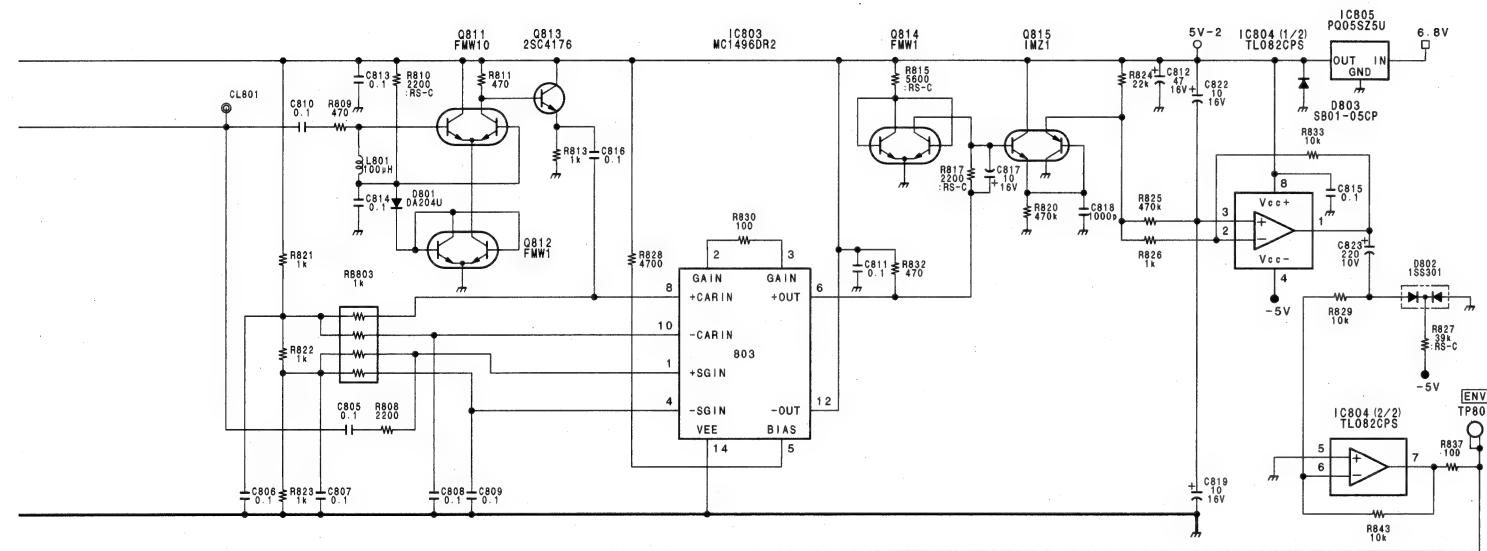 Q811
FMW10
Q813
2SC4176
IC803
MC1496DR2
Q814
FMW1
Q815
IMZ1
5V-2
IC804 (1/2)
TL082CPS
IC805
PQ05SZ5U
6.8V
OUT IN
GND
CL801
C810
0.1
R809
470
C813
0.1
R810
2200
:RS-C
R811
470
R815
5600
:RS-C
R824
22k
C812
47
16V
+
C822
10
16V
+
D803
SB01-05CP
R833
10k
L801
100μH
C814
0.1
D801
DA204U
R813
1k
C816
0.1
R817
2200
:RS-C
C817
10
16V
+
R820
470k
C818
1000p
R825
470k
R826
1k
8
Vcc+
3
+
2
-
1
Vcc-
4
-5V
C815
0.1
C823
220
10V
+
D802
1SS301
R829
10k
R827
39k
:RS-C
-5V
Q812
FMW1
R821
1k
RB803
1k
R828
4700
R830
100
2
3
GAIN
GAIN
C811
0.1
R832
470
8
+CARIN
+OUT
6
10
-CARIN
803
R822
1k
1
+SGIN
4
-SGIN
-OUT
12
VEE
BIAS
14
5
C805
0.1
R808
2200
C806
0.1
R823
1k
C807
0.1
C808
0.1
C809
0.1
C819
10
16V
+
IC804 (2/2)
TL082CPS
5
+
6
-
7
R837
100
ENV
TP80
R843
10k